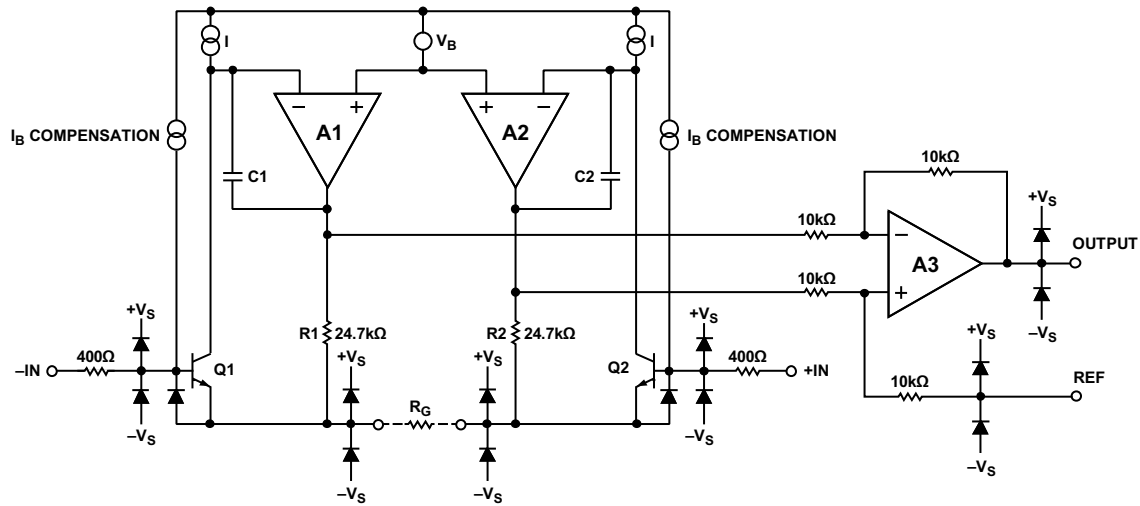 I
V_B
I
A1
A2
I_B COMPENSATION
I_B COMPENSATION
C1
C2
10kΩ
10kΩ
10kΩ
A3
+V_S
OUTPUT
−V_S
R1
24.7kΩ
R2
24.7kΩ
+V_S
400Ω
−IN
−V_S
Q1
+V_S
−V_S
R_G
+V_S
−V_S
Q2
+V_S
400Ω
+IN
−V_S
10kΩ
+V_S
REF
−V_S
− + + −
−
+